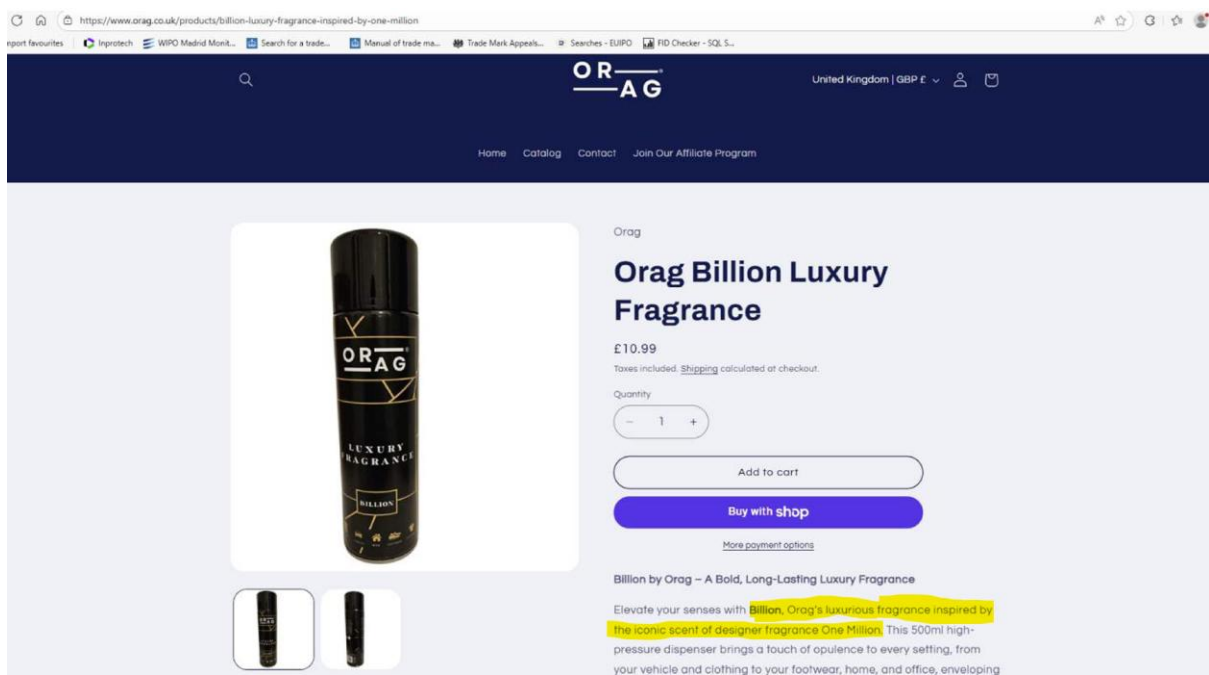 https://www.orag.co.uk/products/billion-luxury-fragrance-inspired-by-one-million
mport favourites Inprotech WIPO Madrid Monit... Search for a trade... Manual of trade ma... Trade Mark Appeals... Searches - EUIPO FID Checker - SQL S...
OR
AG
United Kingdom | GBP £
Home Catalog Contact Join Our Affiliate Program
Orag
Orag Billion Luxury
Fragrance
£10.99
Taxes included. Shipping calculated at checkout.
Quantity
− 1 +
Add to cart
Buy with shop
More payment options
Billion by Orag – A Bold, Long-Lasting Luxury Fragrance
Elevate your senses with Billion, Orag's luxurious fragrance inspired by
the iconic scent of designer fragrance One Million. This 500ml high-
pressure dispenser brings a touch of opulence to every setting, from
your vehicle and clothing to your footwear, home, and office, enveloping
OR
AG
LUXURY
FRAGRANCE
BILLION